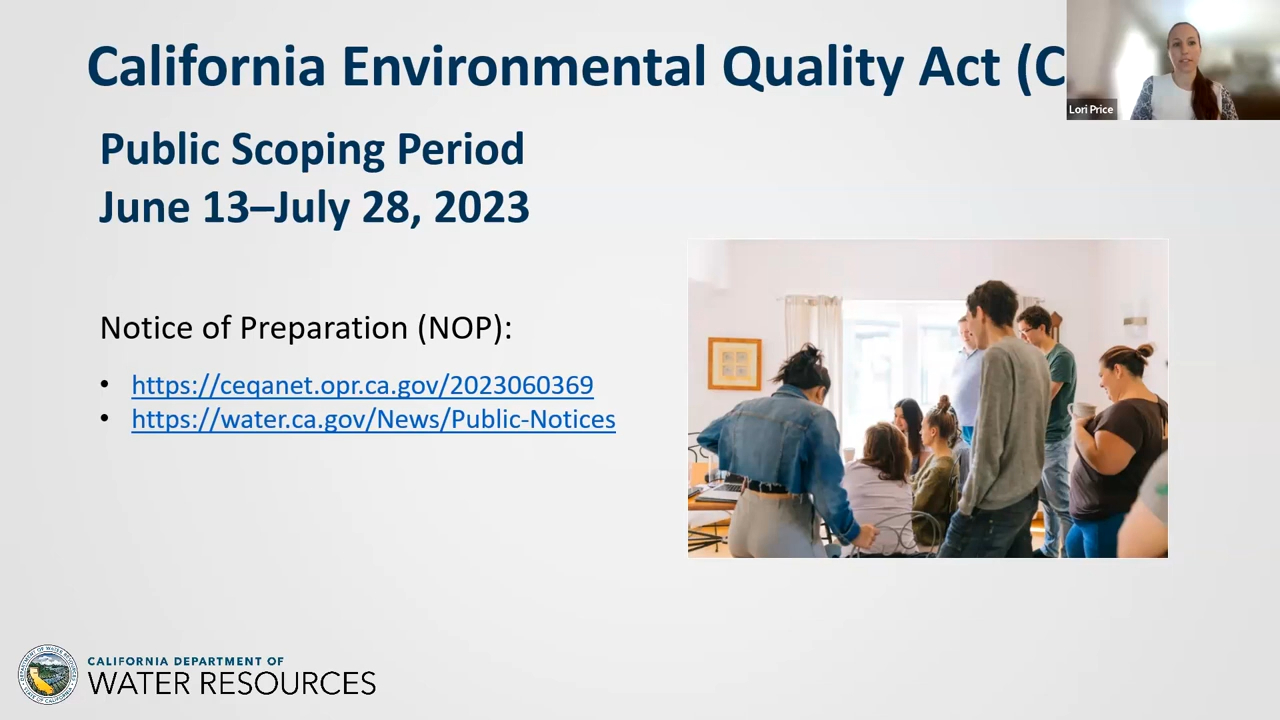 California Environmental Quality Act (C
Lori Price
Public Scoping Period
June 13–July 28, 2023
Notice of Preparation (NOP):
• https://ceqanet.opr.ca.gov/2023060369
• https://water.ca.gov/News/Public-Notices
CALIFORNIA DEPARTMENT OF
WATER RESOURCES